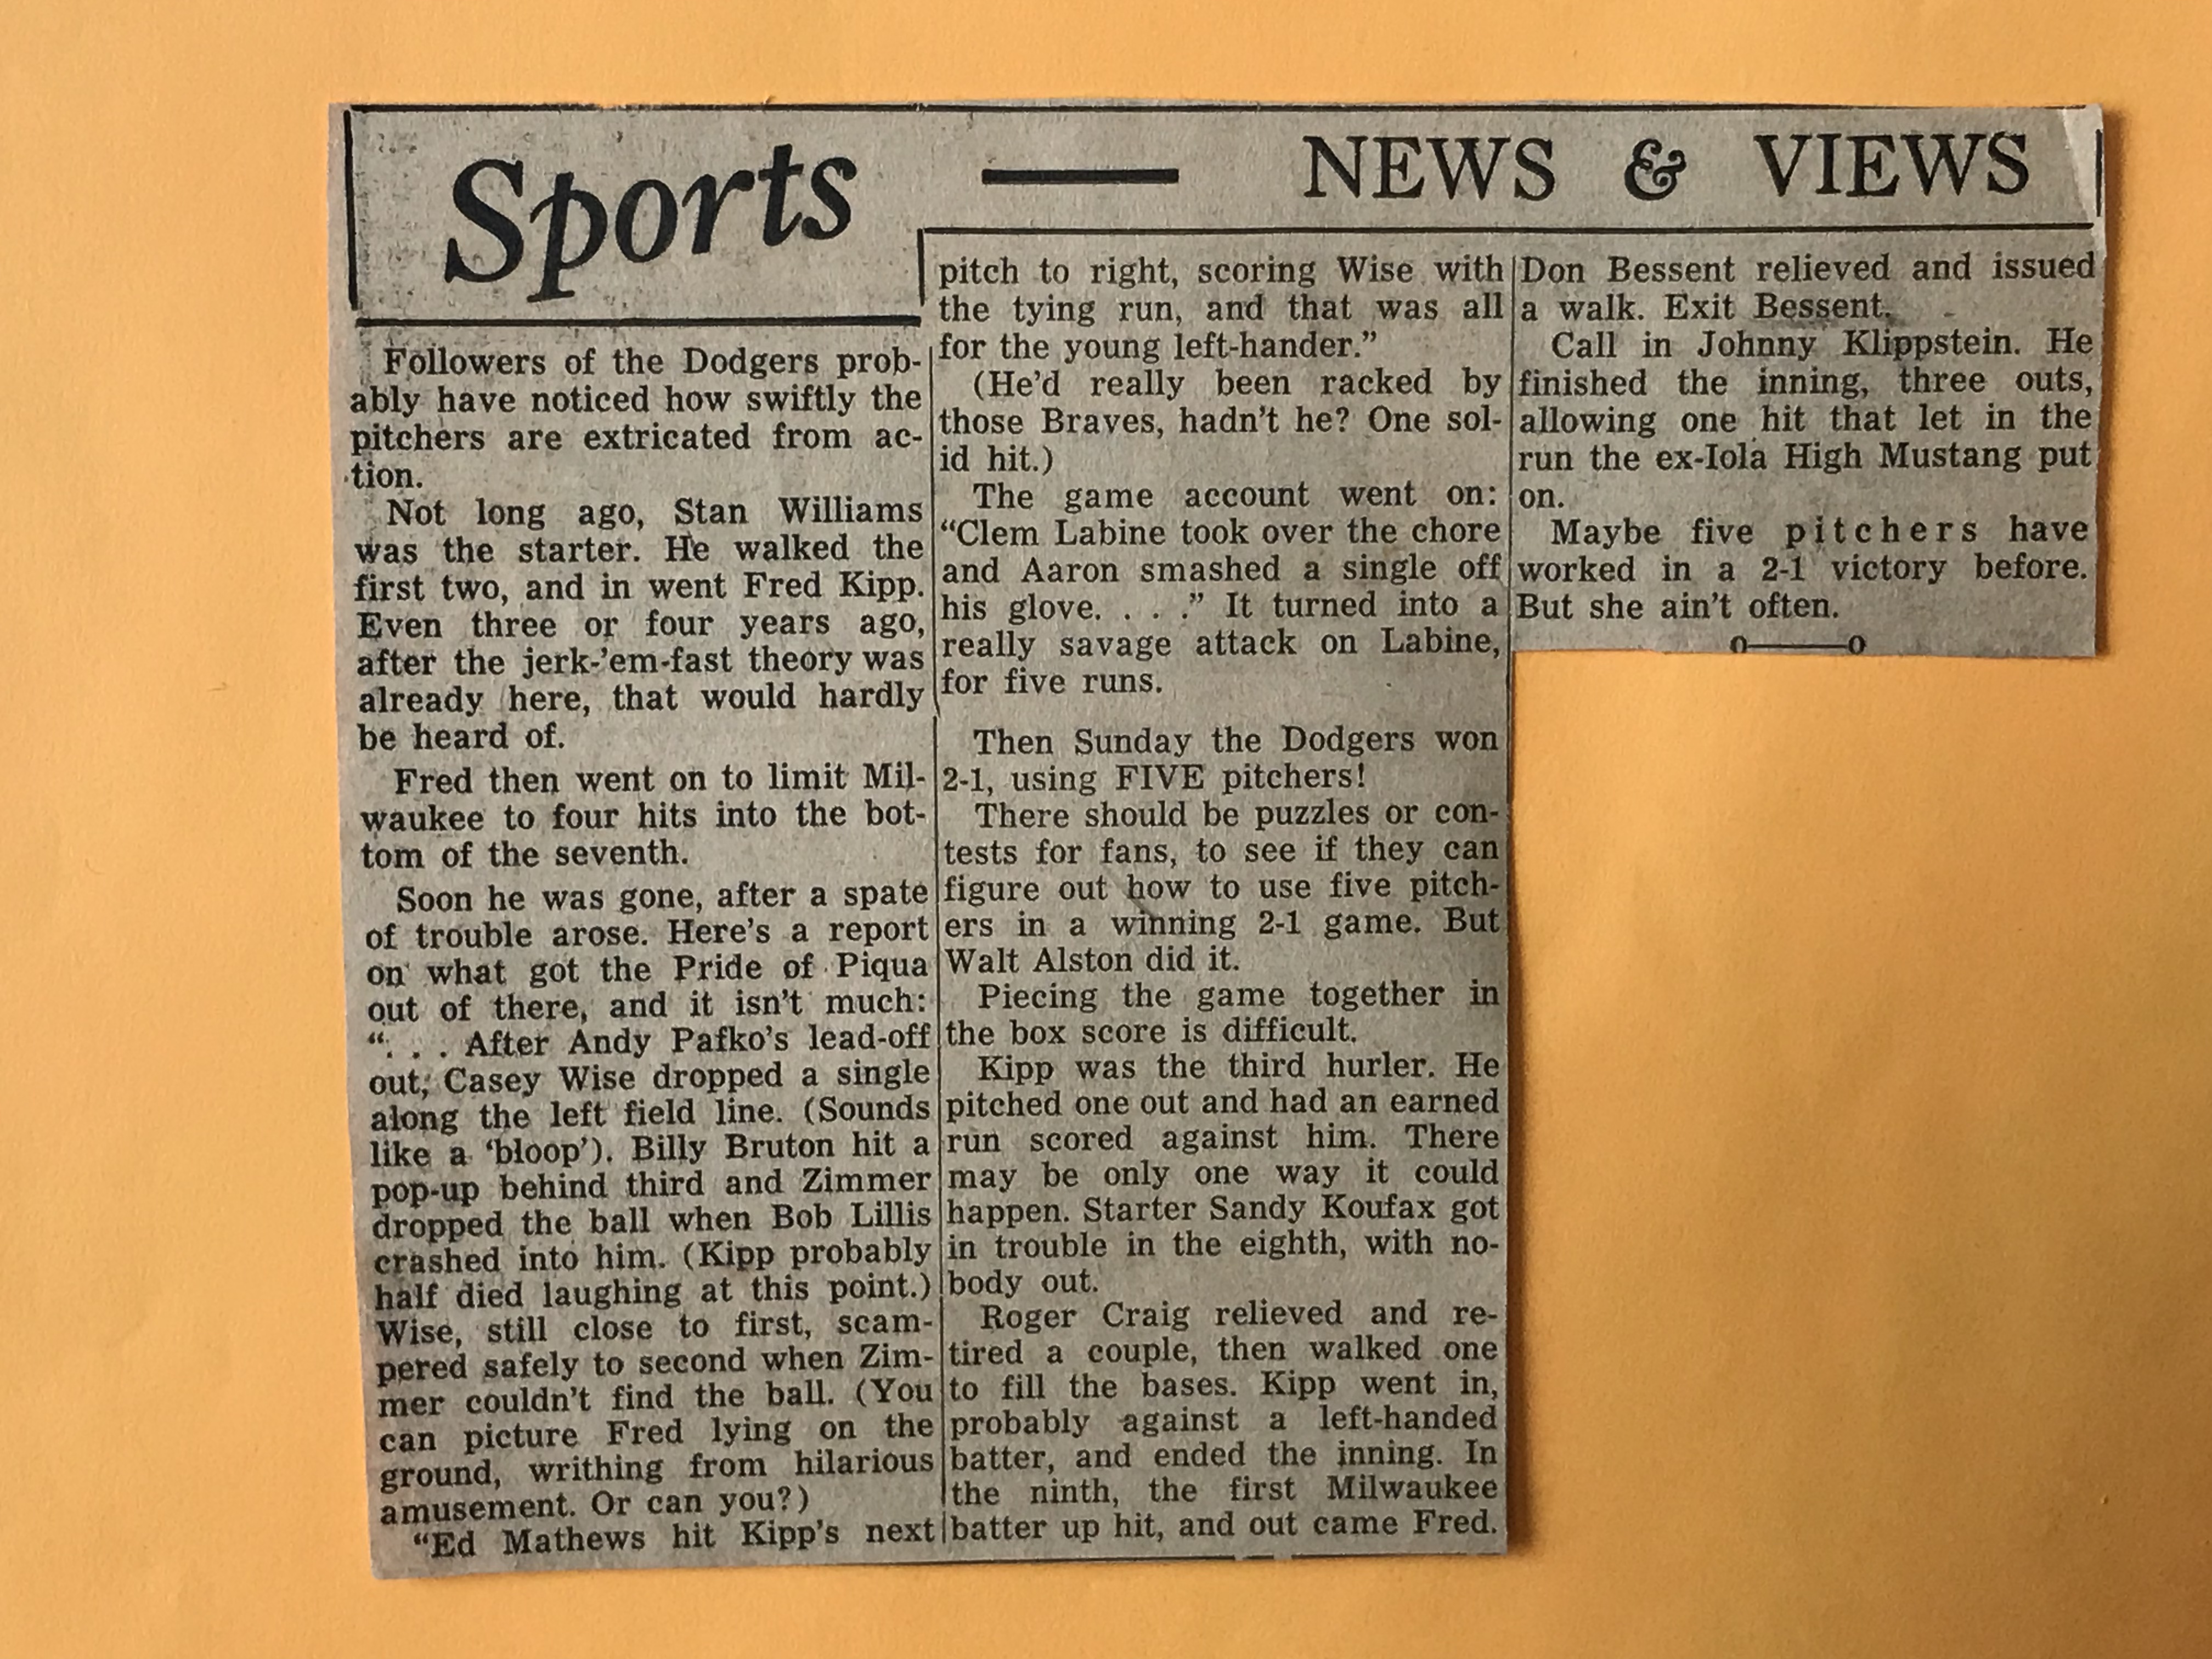 Sports — NEWS & VIEWS
Followers of the Dodgers prob-
ably have noticed how swiftly the
pitchers are extricated from ac-
tion.
Not long ago, Stan Williams
was the starter. He walked the
first two, and in went Fred Kipp.
Even three or four years ago,
after the jerk-'em-fast theory was
already here, that would hardly
be heard of.
Fred then went on to limit Mil-
waukee to four hits into the bot-
tom of the seventh.
Soon he was gone, after a spate
of trouble arose. Here's a report
on what got the Pride of Piqua
out of there, and it isn't much:
". . . After Andy Pafko's lead-off
out, Casey Wise dropped a single
along the left field line. (Sounds
like a 'bloop'). Billy Bruton hit a
pop-up behind third and Zimmer
dropped the ball when Bob Lillis
crashed into him. (Kipp probably
half died laughing at this point.)
Wise, still close to first, scam-
pered safely to second when Zim-
mer couldn't find the ball. (You
can picture Fred lying on the
ground, writhing from hilarious
amusement. Or can you?)
"Ed Mathews hit Kipp's next
pitch to right, scoring Wise with
the tying run, and that was all
for the young left-hander."
(He'd really been racked by
those Braves, hadn't he? One sol-
id hit.)
The game account went on:
"Clem Labine took over the chore
and Aaron smashed a single off
his glove. . . ." It turned into a
really savage attack on Labine,
for five runs.
Then Sunday the Dodgers won
2-1, using FIVE pitchers!
There should be puzzles or con-
tests for fans, to see if they can
figure out how to use five pitch-
ers in a winning 2-1 game. But
Walt Alston did it.
Piecing the game together in
the box score is difficult.
Kipp was the third hurler. He
pitched one out and had an earned
run scored against him. There
may be only one way it could
happen. Starter Sandy Koufax got
in trouble in the eighth, with no-
body out.
Roger Craig relieved and re-
tired a couple, then walked one
to fill the bases. Kipp went in,
probably against a left-handed
batter, and ended the inning. In
the ninth, the first Milwaukee
batter up hit, and out came Fred.
Don Bessent relieved and issued
a walk. Exit Bessent.
Call in Johnny Klippstein. He
finished the inning, three outs,
allowing one hit that let in the
run the ex-Iola High Mustang put
on.
Maybe five pitchers have
worked in a 2-1 victory before.
But she ain't often.
o——o